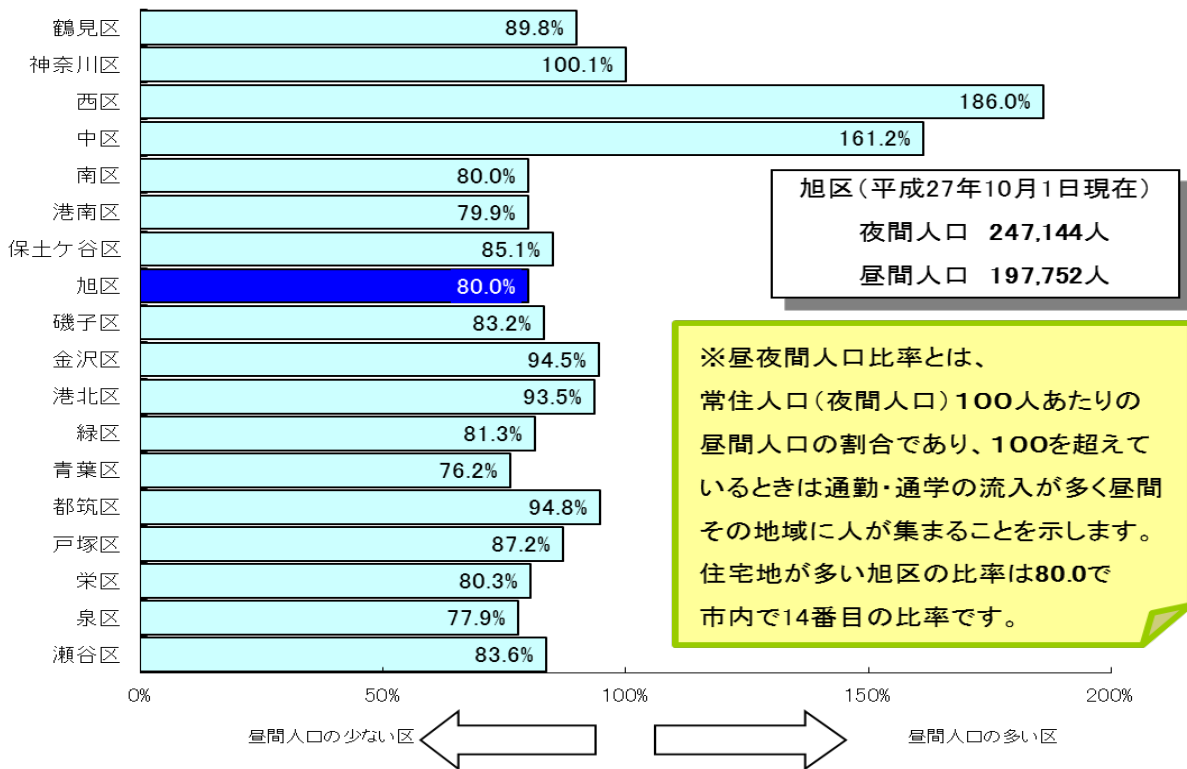 鶴見区 89.8%
神奈川区 100.1%
西区 186.0%
中区 161.2%
南区 80.0%
港南区 79.9%
保土ケ谷区 85.1%
旭区 80.0%
磯子区 83.2%
金沢区 94.5%
港北区 93.5%
緑区 81.3%
青葉区 76.2%
都筑区 94.8%
戸塚区 87.2%
栄区 80.3%
泉区 77.9%
瀬谷区 83.6%
0% 50% 100% 150% 200%
昼間人口の少ない区 昼間人口の多い区
旭区(平成27年10月1日現在)
夜間人口 247,144人
昼間人口 197,752人
※昼夜間人口比率とは、
常住人口(夜間人口)100人あたりの
昼間人口の割合であり、100を超えて
いるときは通勤・通学の流入が多く昼間
その地域に人が集まることを示します。
住宅地が多い旭区の比率は80.0で
市内で14番目の比率です。